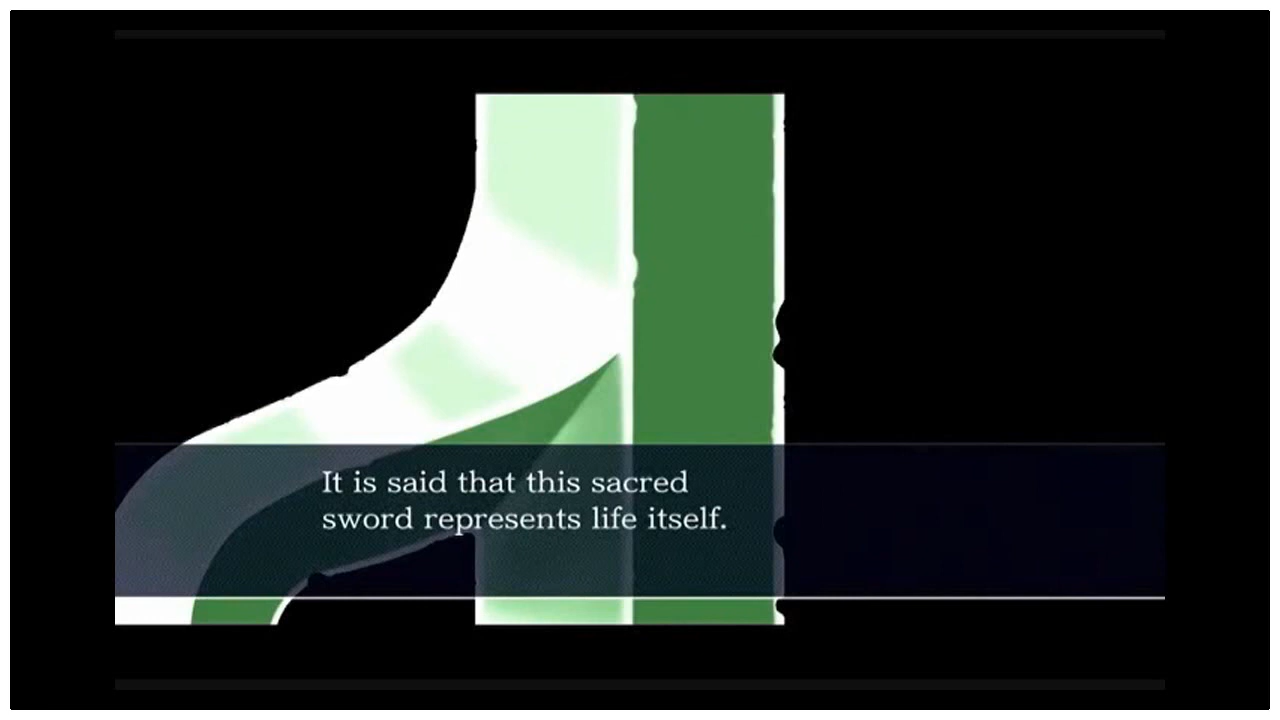 It is said that this sacred
sword represents life itself.